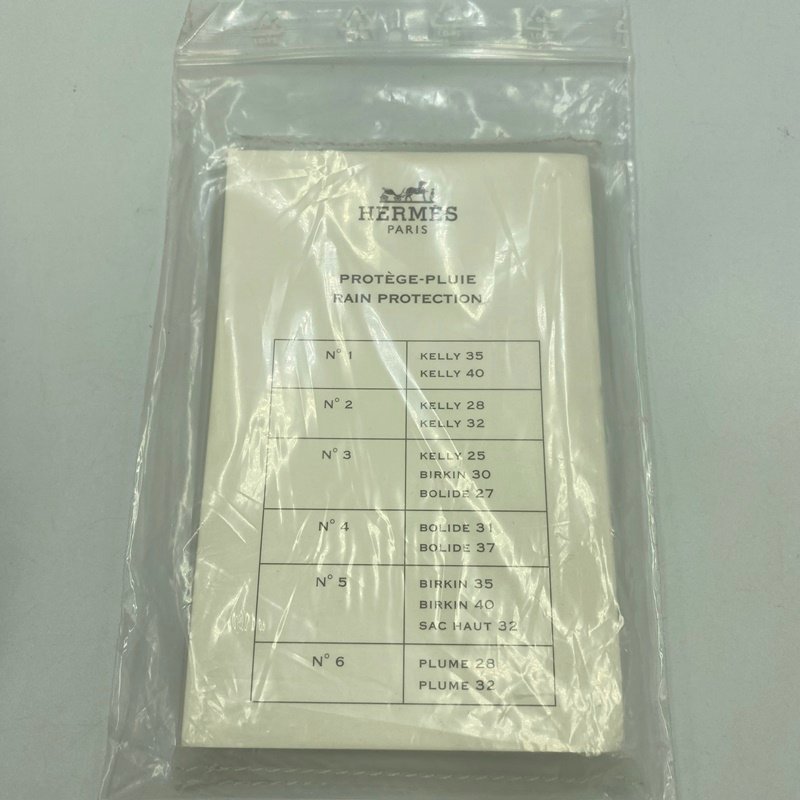 HERMÈS
PARIS
PROTÈGE-PLUIE
RAIN PROTECTION
N° 1
KELLY 35
KELLY 40
N° 2
KELLY 28
KELLY 32
N° 3
KELLY 25
BIRKIN 30
BOLIDE 27
N° 4
BOLIDE 31
BOLIDE 37
N° 5
BIRKIN 35
BIRKIN 40
SAC HAUT 32
N° 6
PLUME 28
PLUME 32